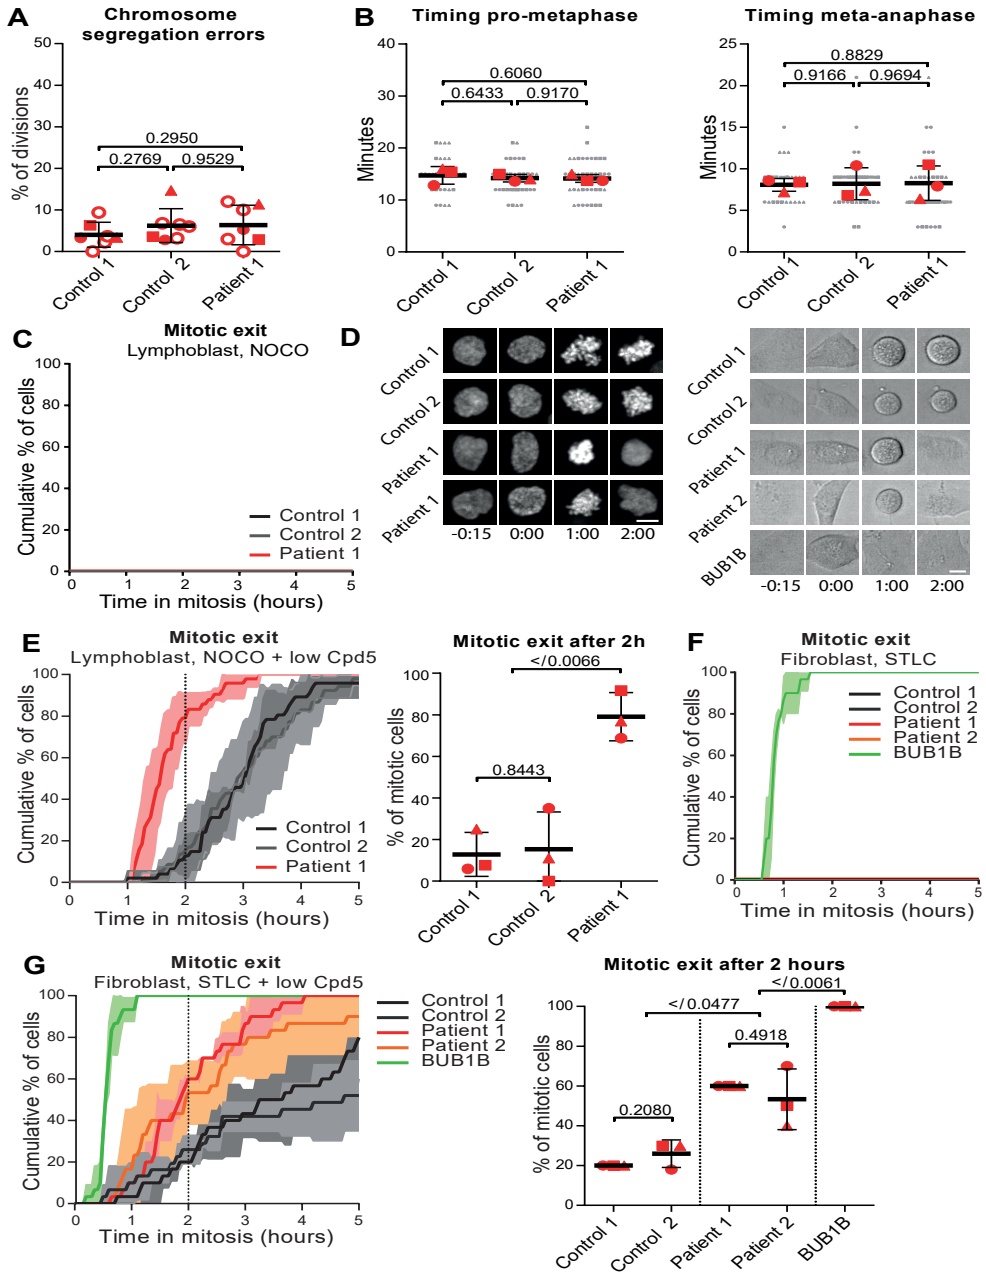 A
Chromosome
segregation errors
% of divisions
50
40
30
20
10
0
0.2950
0.2769
0.9529
Control 1
Control 2
Patient 1
B
Timing pro-metaphase
Minutes
40
30
20
10
0
0.6060
0.6433
0.9170
Control 1
Control 2
Patient 1
Timing meta-anaphase
Minutes
25
20
15
10
5
0
0.8829
0.9166
0.9694
Control 1
Control 2
Patient 1
C
Mitotic exit
Lymphoblast, NOCO
Cumulative % of cells
100
80
60
40
20
0
Control 1
Control 2
Patient 1
0 1 2 3 4 5
Time in mitosis (hours)
D
Control 1
Control 2
Patient 1
Patient 1
-0:15 0:00 1:00 2:00
Control 1
Control 2
Patient 1
Patient 2
BUB1B
-0:15 0:00 1:00 2:00
E
Mitotic exit
Lymphoblast, NOCO + low Cpd5
Cumulative % of cells
100
80
60
40
20
0
Control 1
Control 2
Patient 1
0 1 2 3 4 5
Time in mitosis (hours)
Mitotic exit after 2h
% of mitotic cells
100
80
60
40
20
0
</0.0066
0.8443
Control 1
Control 2
Patient 1
F
Mitotic exit
Fibroblast, STLC
Cumulative % of cells
100
80
60
40
20
0
Control 1
Control 2
Patient 1
Patient 2
BUB1B
0 1 2 3 4 5
Time in mitosis (hours)
G
Mitotic exit
Fibroblast, STLC + low Cpd5
Cumulative % of cells
100
80
60
40
20
0
Control 1
Control 2
Patient 1
Patient 2
BUB1B
0 1 2 3 4 5
Time in mitosis (hours)
Mitotic exit after 2 hours
% of mitotic cells
100
80
60
40
20
0
</0.0061
</0.0477
0.4918
0.2080
Control 1
Control 2
Patient 1
Patient 2
BUB1B